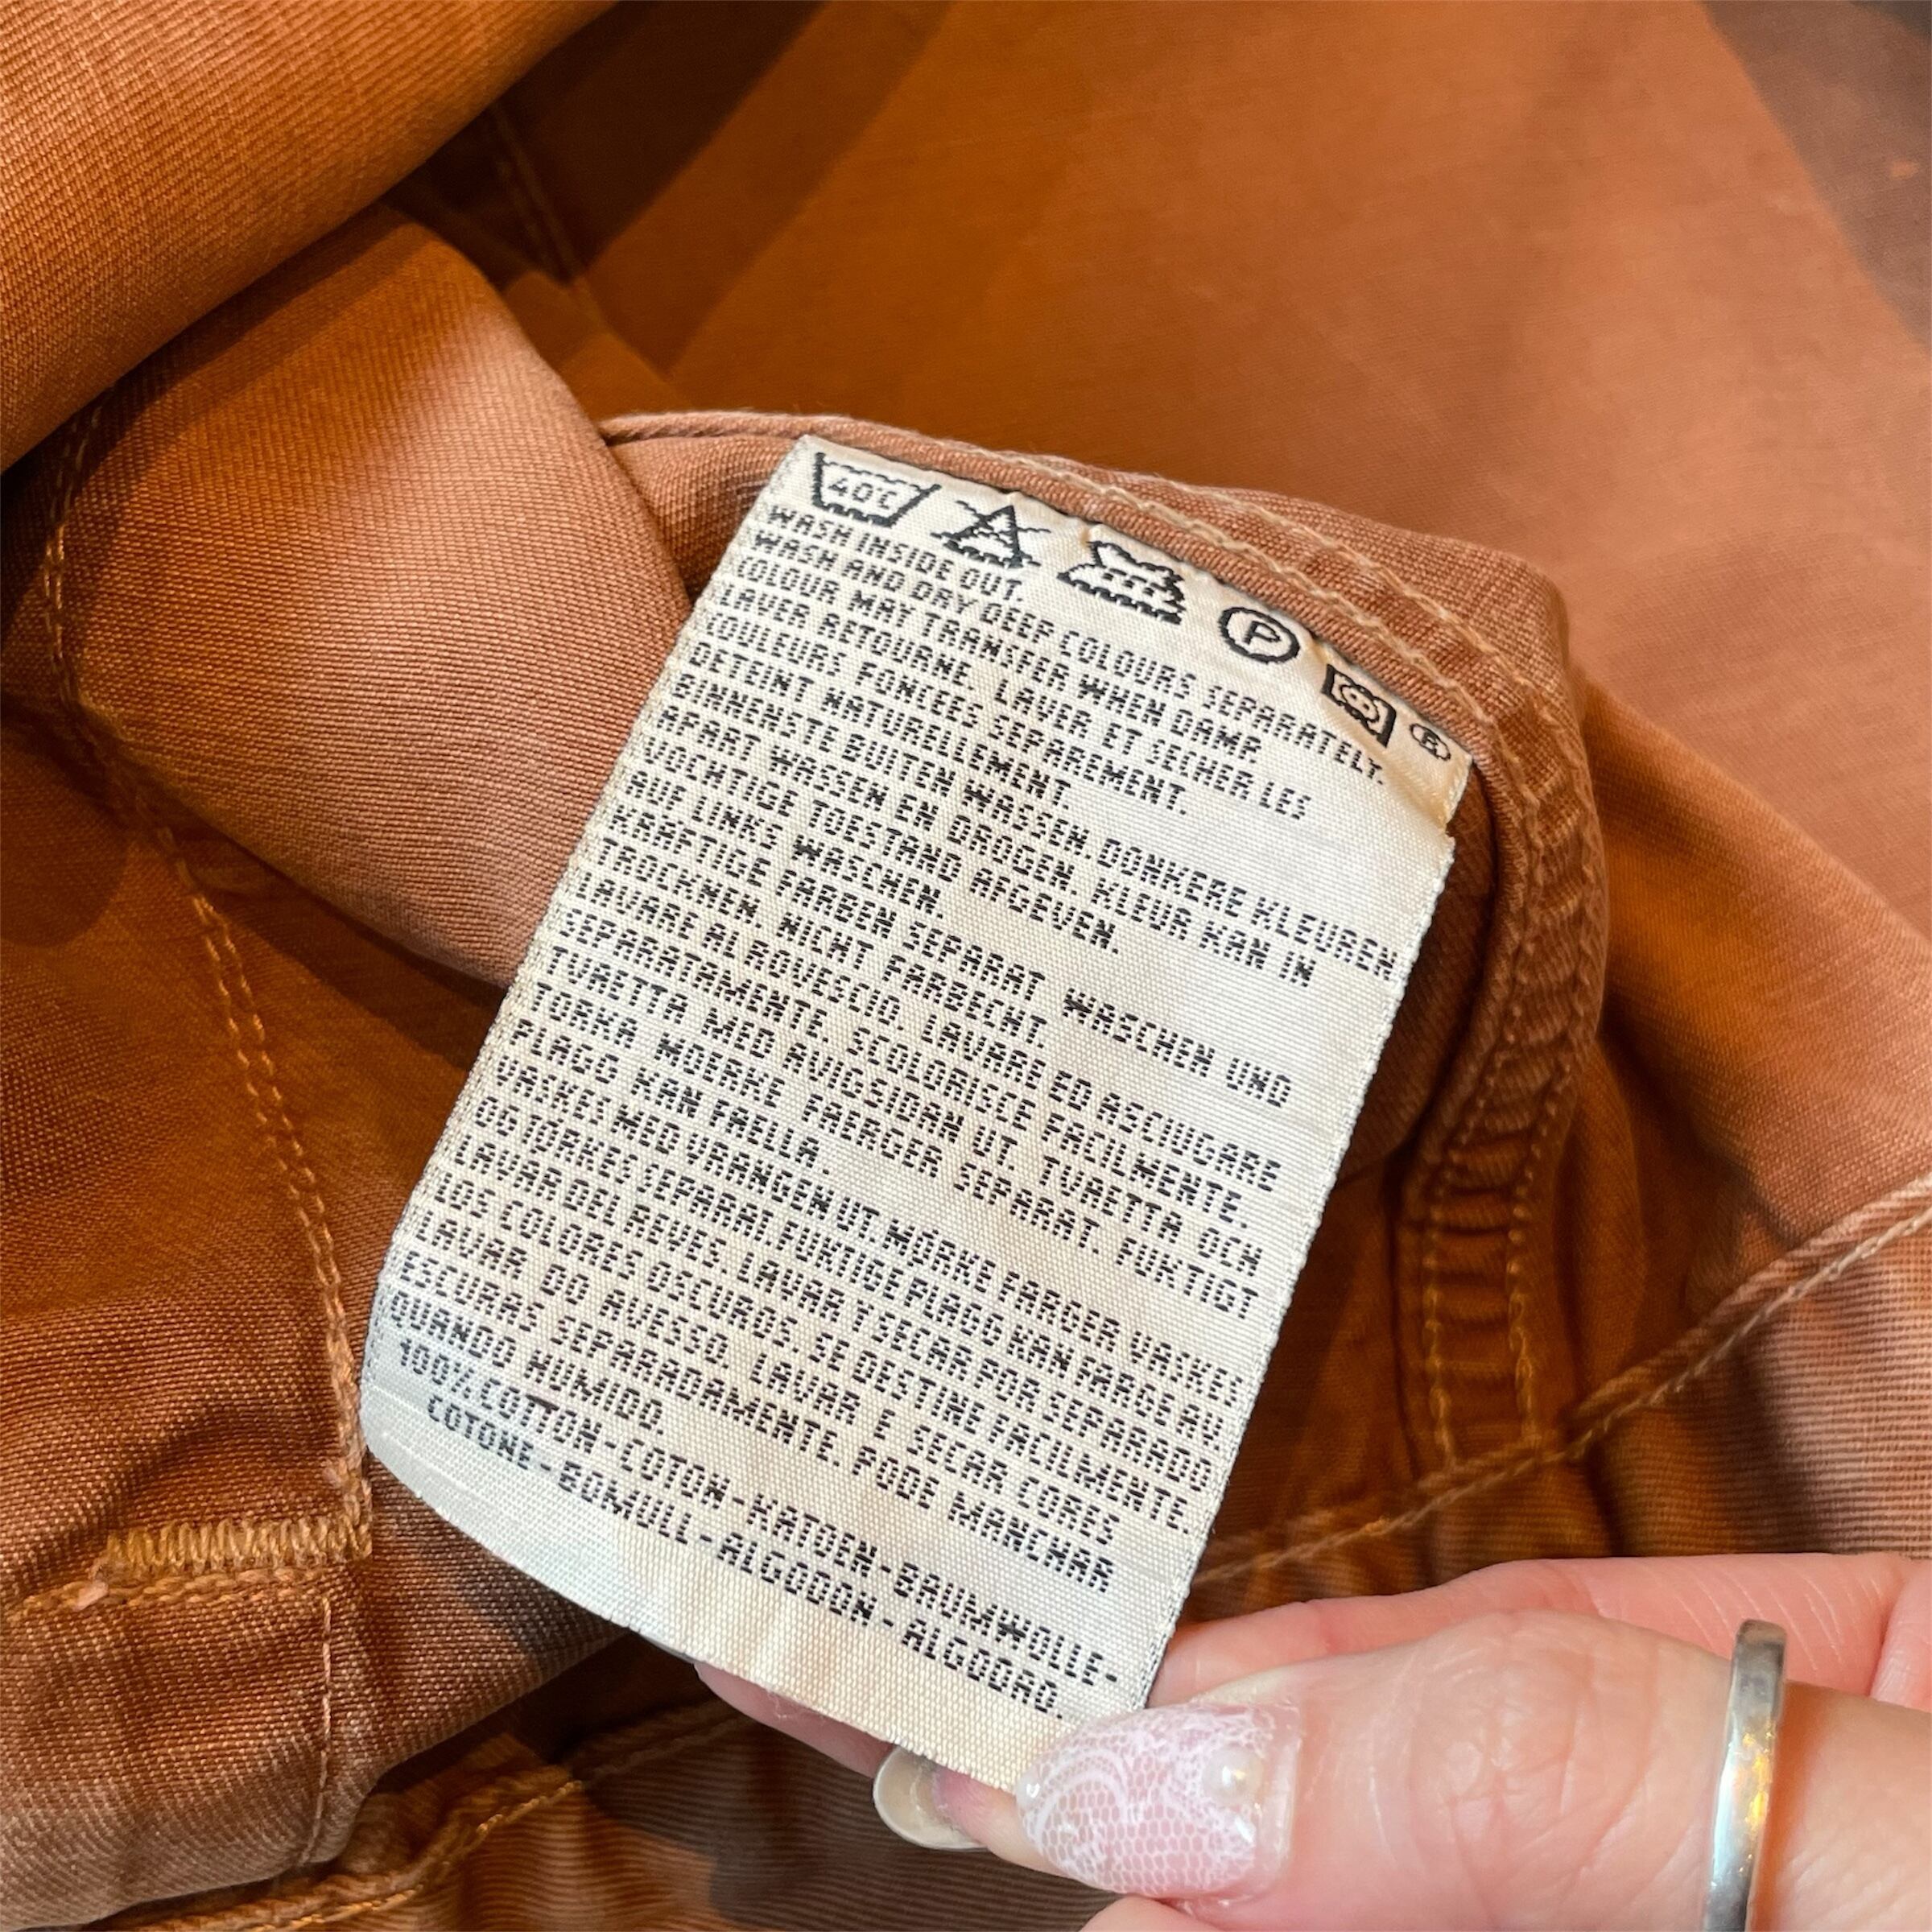 40°C
P
®
WASH INSIDE OUT.
WASH AND DRY DEEP COLOURS SEPARATELY.
COLOUR MAY TRANSFER WHEN DAMP.
LAVER RETOURNE. LAVER ET SECHER LES
COULEURS FONCEES SEPAREMENT.
DETEINT NATURELLEMENT.
BINNENSTE BUITEN WASSEN. DONKERE KLEUREN
APART WASSEN EN DROGEN. KLEUR KAN IN
VOCHTIGE TOESTAND AFGEVEN.
AUF LINKS WASCHEN.
KRAFTIGE FARBEN SEPARAT WASCHEN UND
TROCKNEN. NICHT FARBECHT.
LAVARE AL ROVESCIO. LAVARE ED ASCIUGARE
SEPARATAMENTE. SCOLORISCE FACILMENTE.
TVAETTA MED AVIGSIDAN UT. TVAETTA OCH
TORKA MOERKE FAERGER SEPARAT. FUKTIGT
PLAGG KAN FAELLA.
VASKES MED VRANGEN UT. MÖRKE FARGER VASKES
OG TÖRKES SEPARAT. FUKTIGE PLAGG KAN FARGE AV.
LAVAR DEL REVES. LAVAR Y SECAR POR SEPARADO
LOS COLORES OSCUROS. SE DESTINE FACILMENTE.
LAVAR DO AVESSO. LAVAR E SECAR CORES
ESCURAS SEPARADAMENTE. PODE MANCHAR
QUANDO HUMIDO.
100% COTTON-COTON-KATOEN-BAUMWOLLE-
COTONE-BOMULL-ALGODON-ALGODAO.